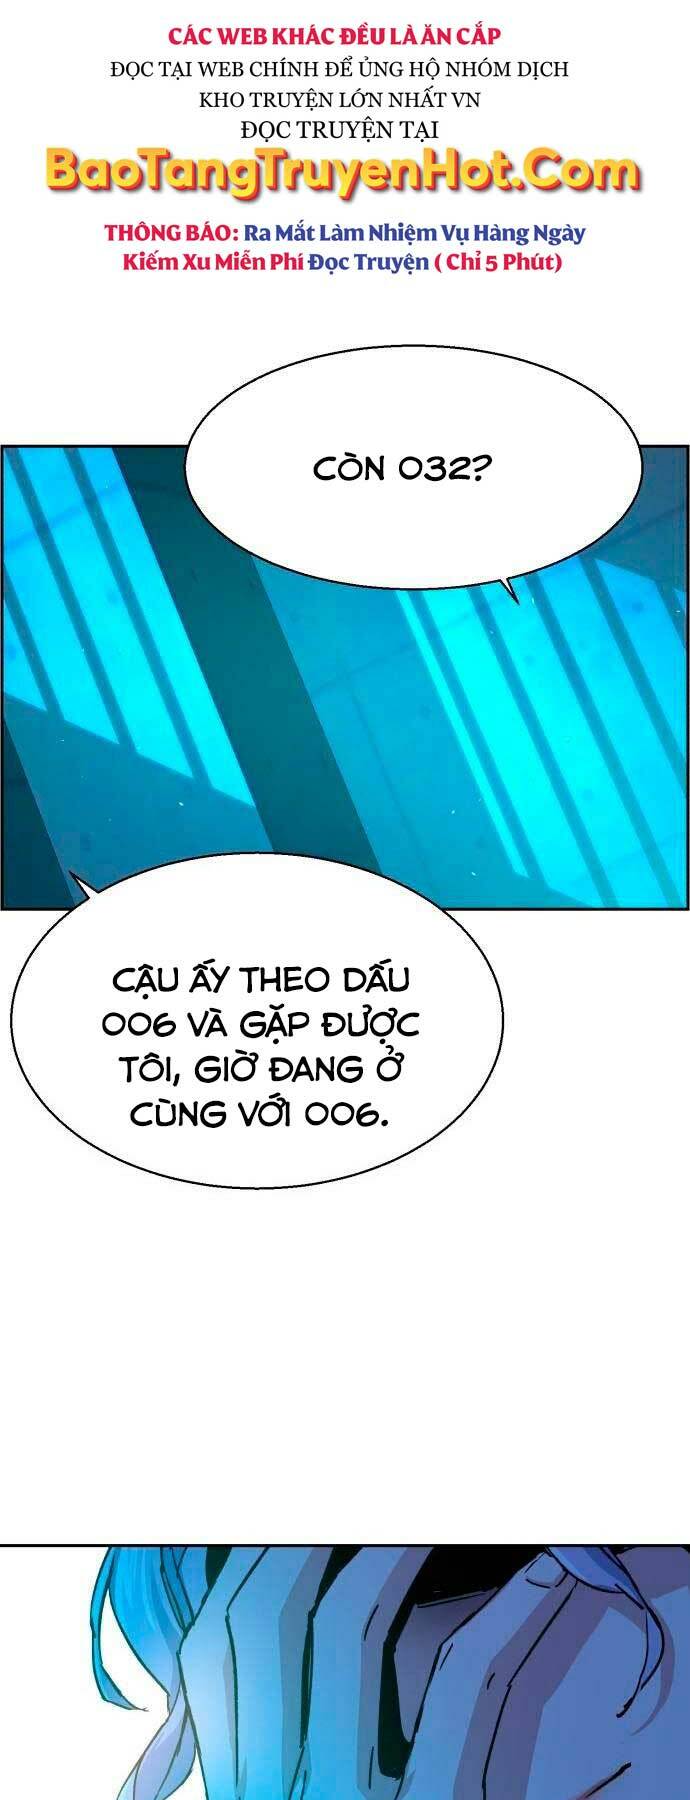 CÁC WEB KHÁC ĐỀU LÀ ĂN CẮP
ĐỌC TẠI WEB CHÍNH ĐỂ ỦNG HỘ NHÓM DỊCH
KHO TRUYỆN LỚN NHẤT VN
ĐỌC TRUYỆN TẠI
BaoTangTruyenHot.Com
THÔNG BÁO: Ra Mắt Làm Nhiệm Vụ Hàng Ngày
Kiếm Xu Miễn Phí Đọc Truyện ( Chỉ 5 Phút)
CÒN 032?
CẬU ẤY THEO DẤU
006 VÀ GẶP ĐƯỢC
TÔI, GIỜ ĐANG Ở
CÙNG VỚI 006.